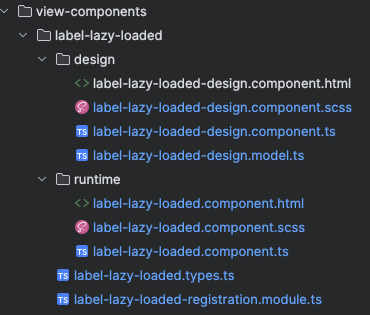 view-components
label-lazy-loaded
design
<> label-lazy-loaded-design.component.html
label-lazy-loaded-design.component.scss
TS label-lazy-loaded-design.component.ts
TS label-lazy-loaded-design.model.ts
runtime
<> label-lazy-loaded.component.html
label-lazy-loaded.component.scss
TS label-lazy-loaded.component.ts
TS label-lazy-loaded.types.ts
TS label-lazy-loaded-registration.module.ts